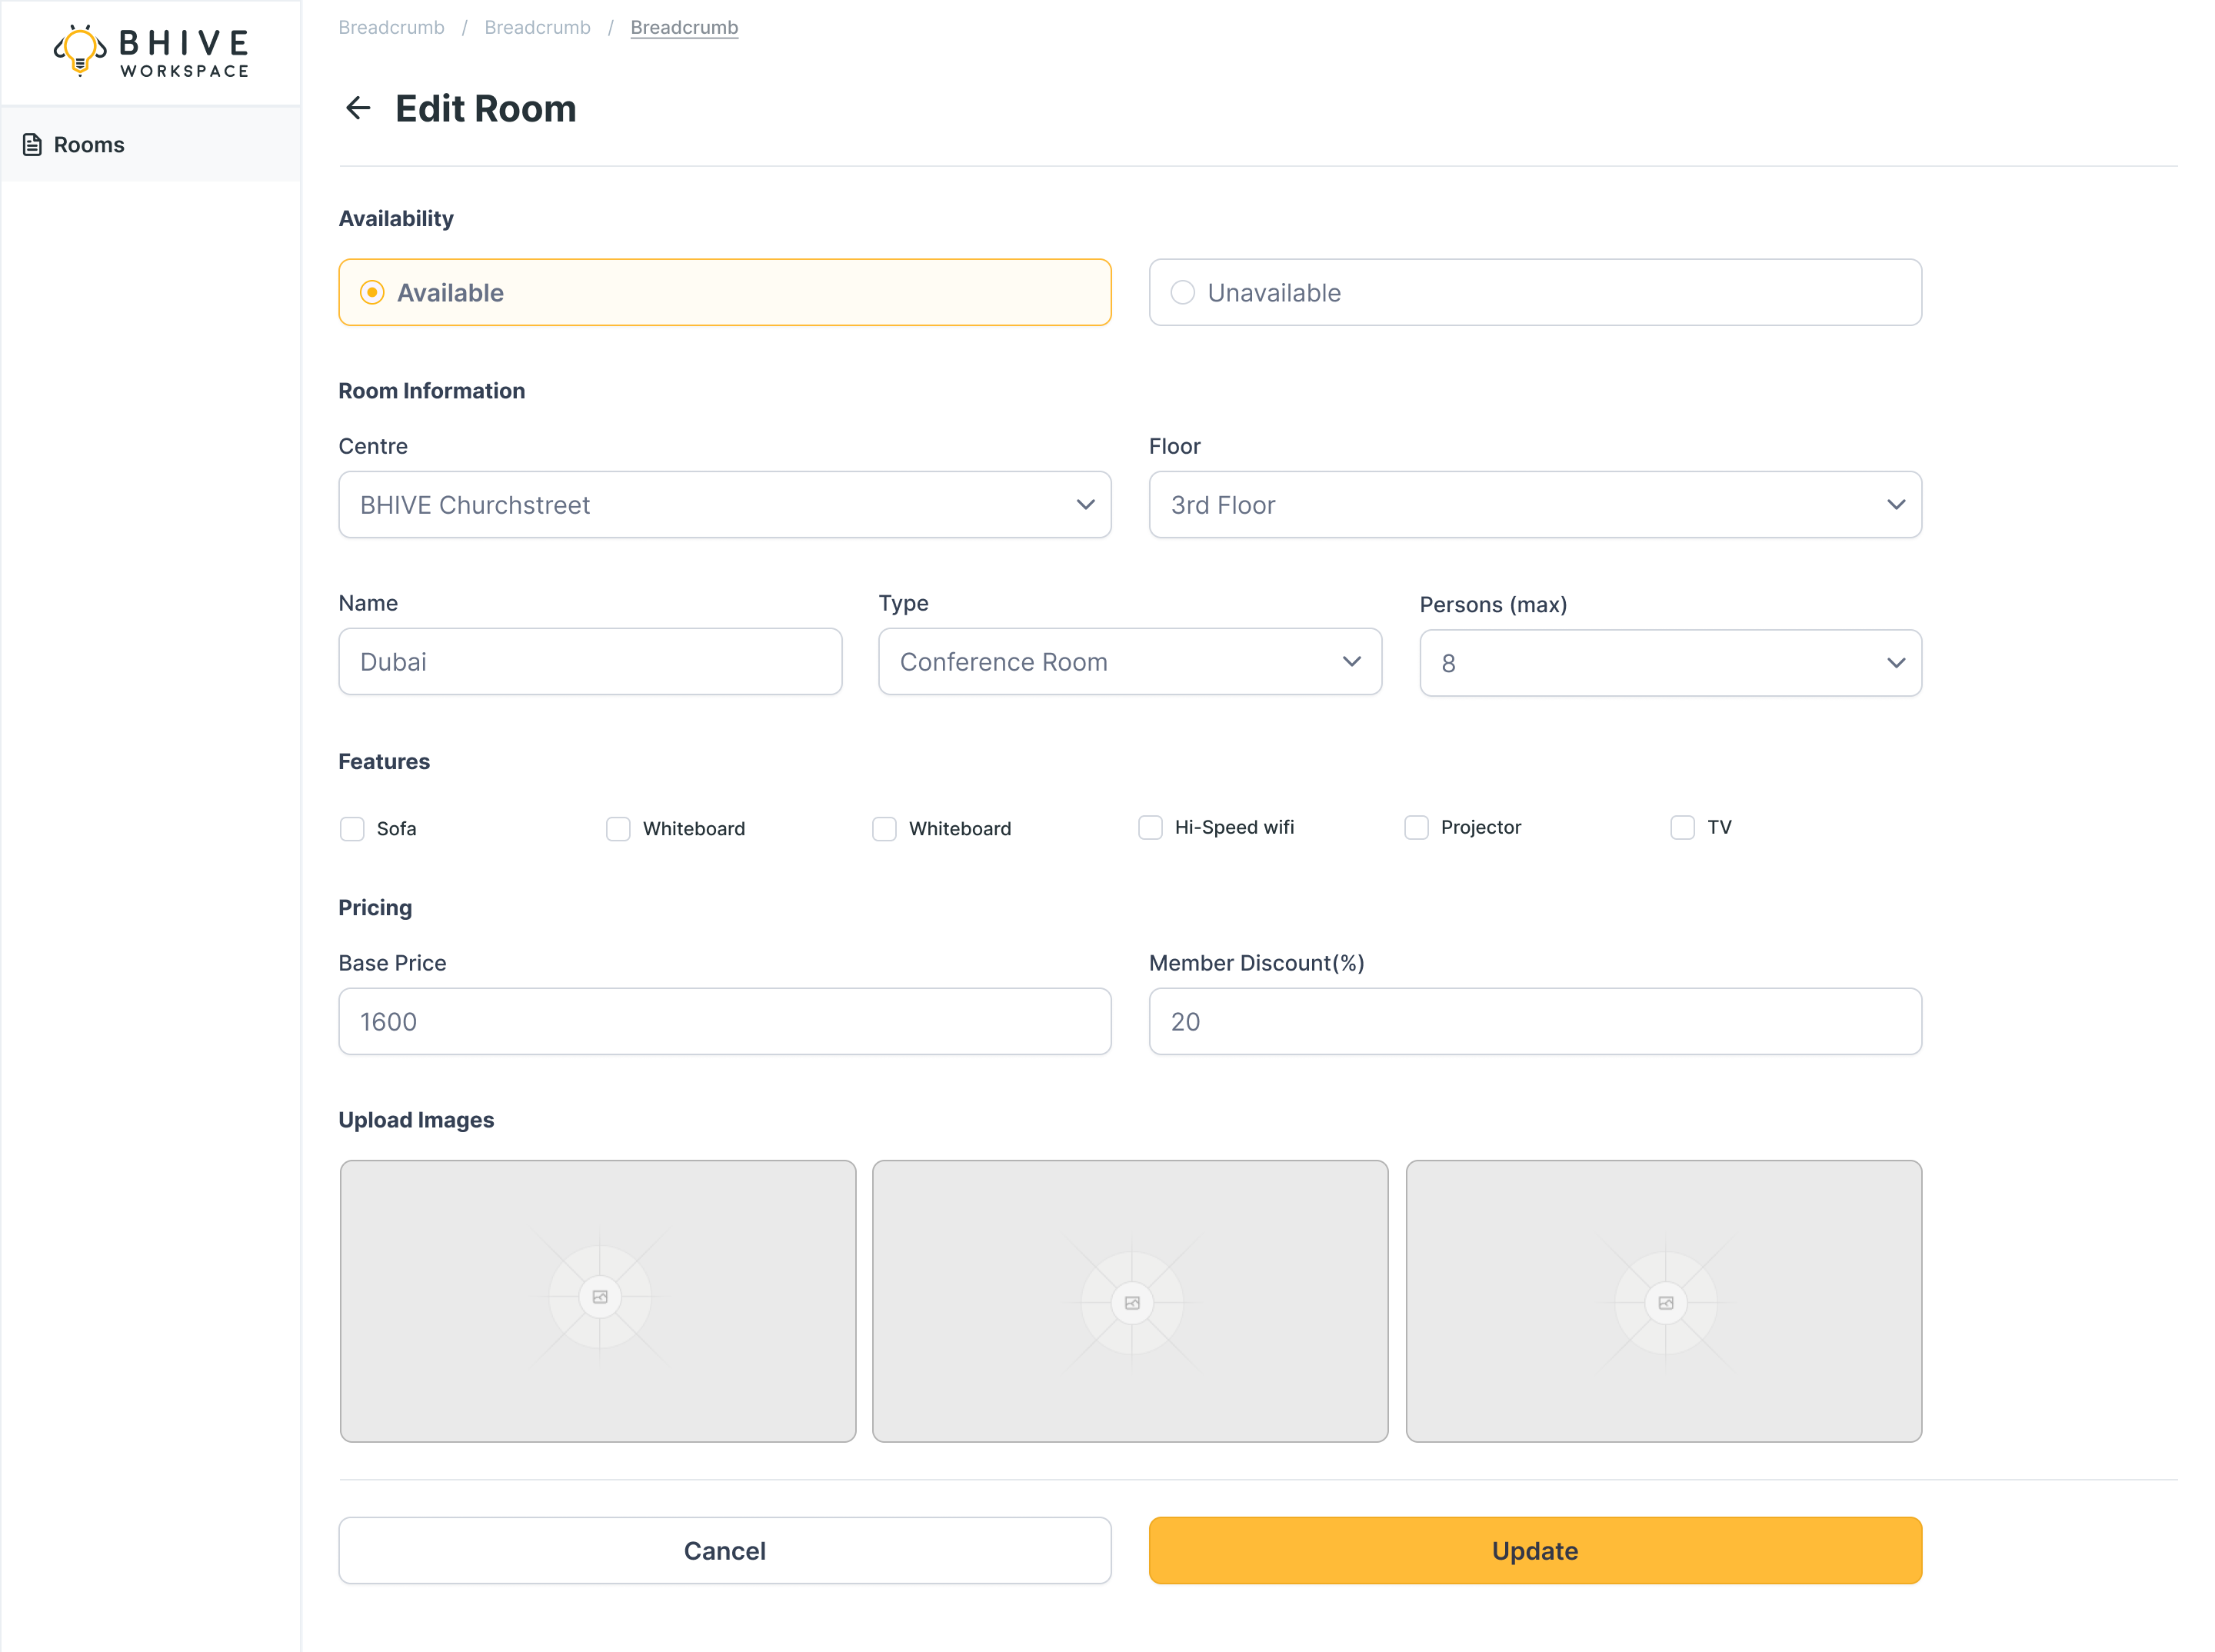 BHIVE
WORKSPACE
Rooms
Breadcrumb / Breadcrumb / Breadcrumb
Edit Room
Availability
Available
Unavailable
Room Information
Centre
Floor
BHIVE Churchstreet
3rd Floor
Name
Type
Persons (max)
Dubai
Conference Room
8
Features
Sofa
Whiteboard
Whiteboard
Hi-Speed wifi
Projector
TV
Pricing
Base Price
Member Discount(%)
1600
20
Upload Images
Cancel
Update